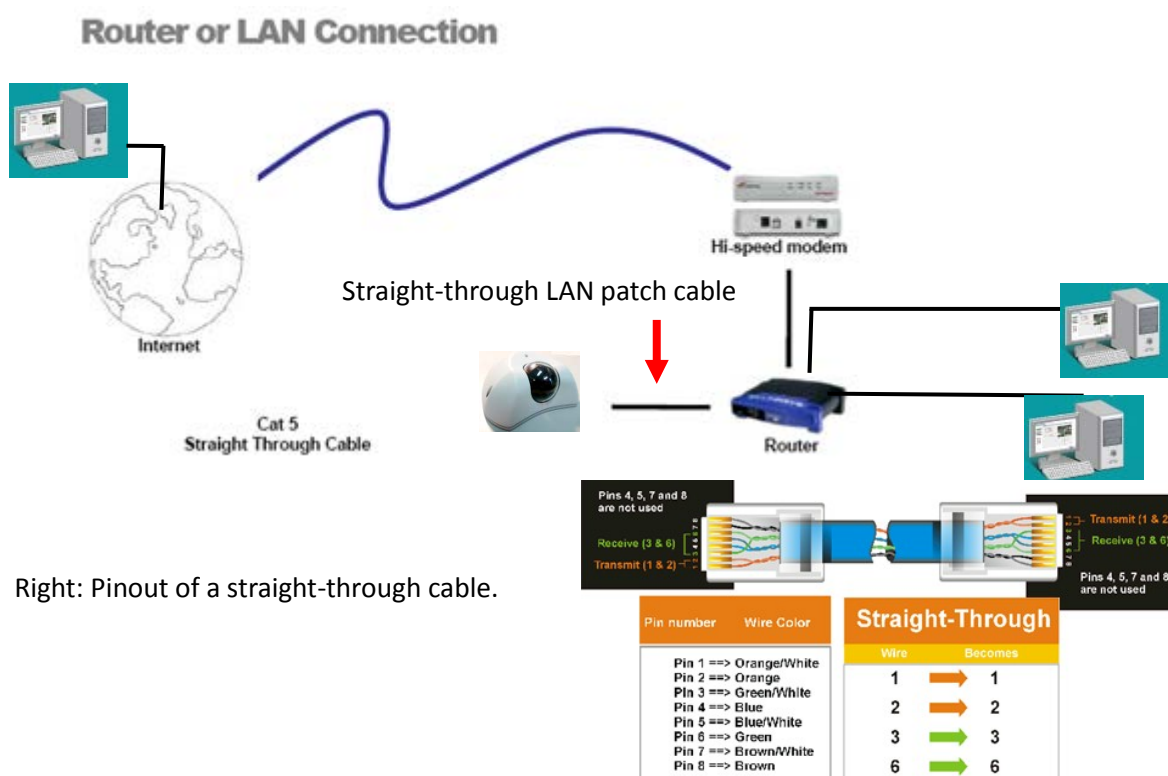 Router or LAN Connection
Hi-speed modem
Straight-through LAN patch cable
Internet
Cat 5
Straight Through Cable
Router
Pins 4, 5, 7 and 8
are not used
Receive (3 & 6)
Transmit (1 & 2)
Transmit (1 & 2)
Receive (3 & 6)
Pins 4, 5, 7 and 8
are not used
Right: Pinout of a straight-through cable.
Pin number Wire Color
Pin 1 ==> Orange/White
Pin 2 ==> Orange
Pin 3 ==> Green/White
Pin 4 ==> Blue
Pin 5 ==> Blue/White
Pin 6 ==> Green
Pin 7 ==> Brown/White
Pin 8 ==> Brown
Straight-Through
Wire Becomes
1 1
2 2
3 3
6 6